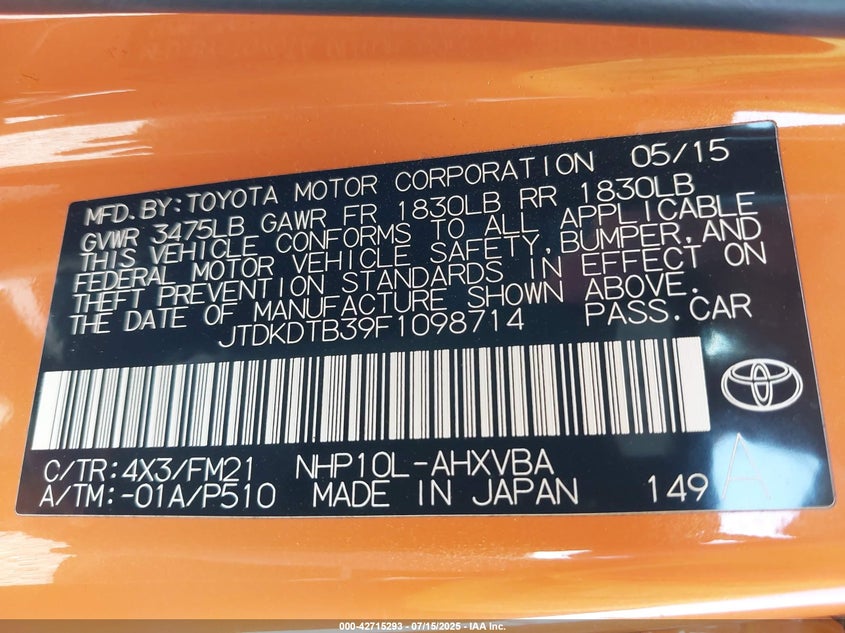 MFD. BY: TOYOTA MOTOR CORPORATION 05/15
GVWR 3475LB GAWR FR 1830LB RR 1830LB
THIS VEHICLE CONFORMS TO ALL APPLICABLE
FEDERAL MOTOR VEHICLE SAFETY, BUMPER, AND
THEFT PREVENTION STANDARDS IN EFFECT ON
THE DATE OF MANUFACTURE SHOWN ABOVE.
JTDKDTB39F1098714 PASS. CAR
C/TR: 4X3/FM21 NHP10L-AHXVBA
A/TM: -01A/P510 MADE IN JAPAN 149 A
000-42715293 - 07/15/2025 - IAA Inc.